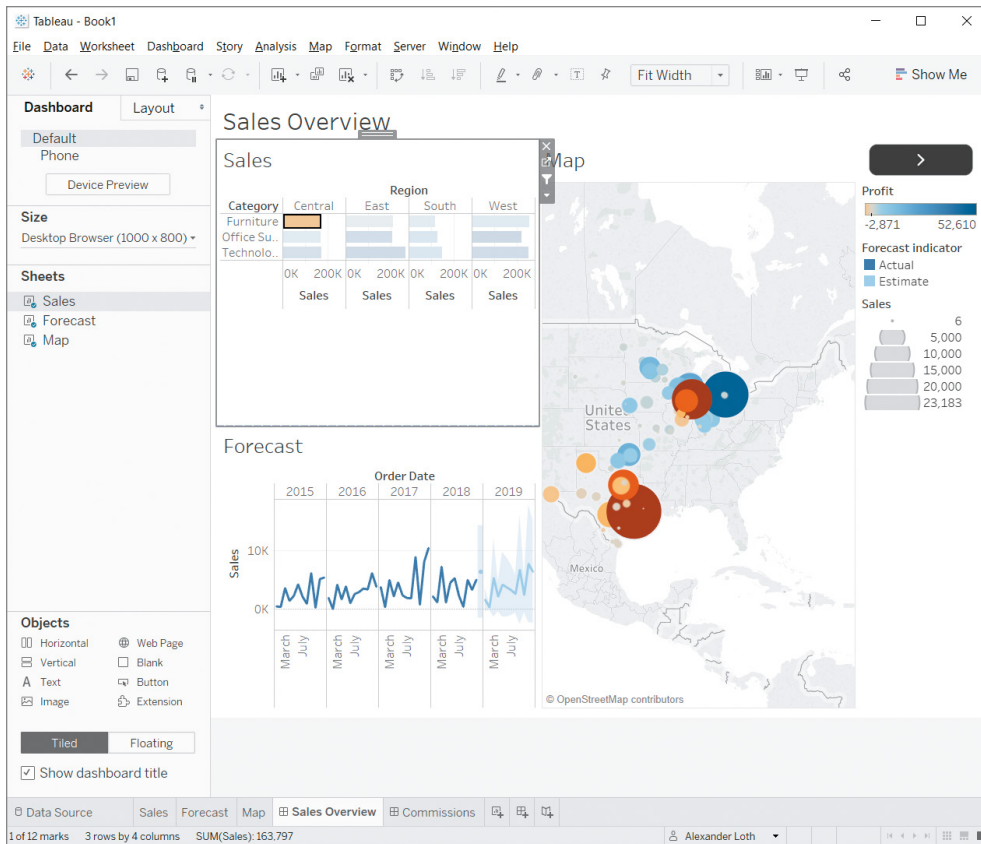 Tableau - Book1
File Data Worksheet Dashboard Story Analysis Map Format Server Window Help
Fit Width
Show Me
Dashboard
Layout
Default
Phone
Device Preview
Size
Desktop Browser (1000 x 800)
Sheets
Sales
Forecast
Map
Objects
Horizontal
Web Page
Vertical
Blank
Text
Button
Image
Extension
Tiled
Floating
Show dashboard title
Sales Overview
Sales
Region
Category Central East South West
Furniture
Office Su..
Technolo..
0K 200K 0K 200K 0K 200K 0K 200K
Sales Sales Sales Sales
Forecast
Order Date
2015 2016 2017 2018 2019
Sales
10K
0K
March July March July March July March July March July
Map
United States
Mexico
© OpenStreetMap contributors
Profit
-2,871 52,610
Forecast indicator
Actual
Estimate
Sales
6
5,000
10,000
15,000
20,000
23,183
Data Source Sales Forecast Map Sales Overview Commissions
1 of 12 marks 3 rows by 4 columns SUM(Sales): 163,797 Alexander Loth